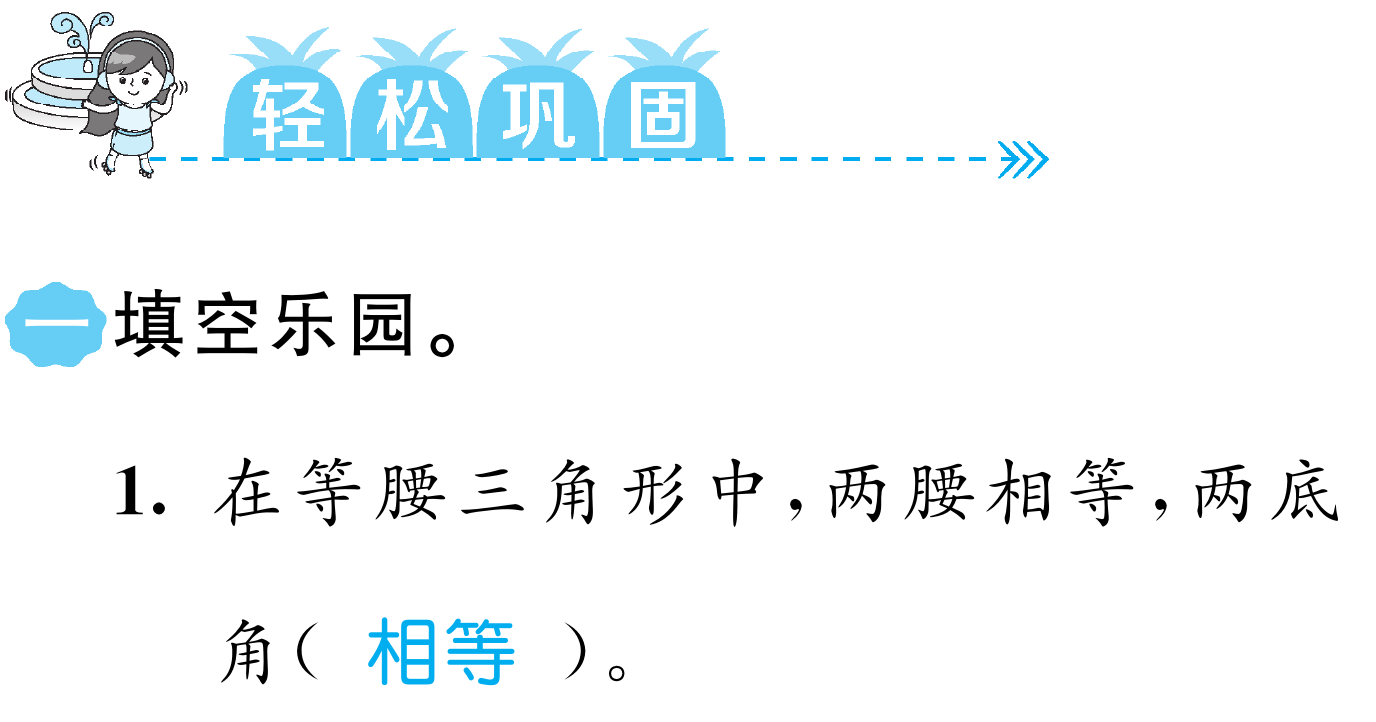 轻松巩固
一 填空乐园。
1. 在等腰三角形中,两腰相等,两底
角( 相等 )。